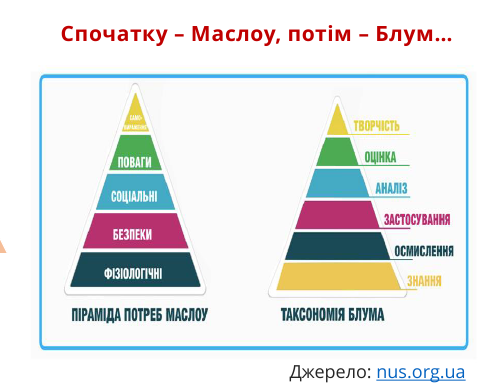 Спочатку – Маслоу, потім – Блум...
ПОВАГИ
СОЦІАЛЬНІ
БЕЗПЕКИ
ФІЗІОЛОГІЧНІ
ПІРАМІДА ПОТРЕБ МАСЛОУ
ТВОРЧІСТЬ
ОЦІНКА
АНАЛІЗ
ЗАСТОСУВАННЯ
ОСМИСЛЕННЯ
ЗНАННЯ
ТАКСОНОМІЯ БЛУМА
Джерело: nus.org.ua